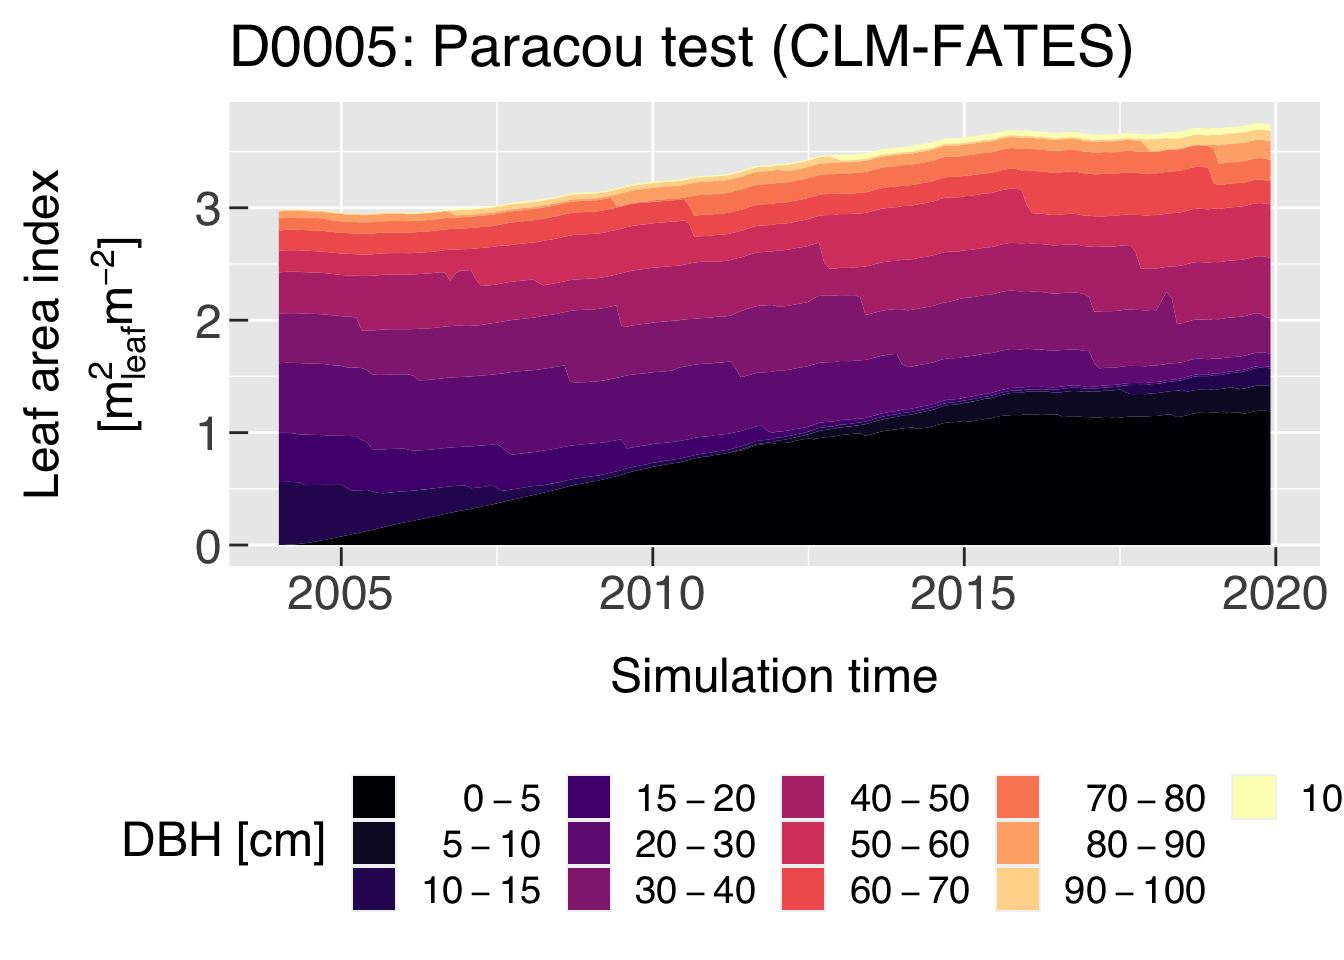 D0005: Paracou test (CLM-FATES)
Leaf area index
[m²leaf m⁻²]
3
2
1
0
2005 2010 2015 2020
Simulation time
DBH [cm]
0 – 5 15 – 20 40 – 50 70 – 80 10
5 – 10 20 – 30 50 – 60 80 – 90
10 – 15 30 – 40 60 – 70 90 – 100